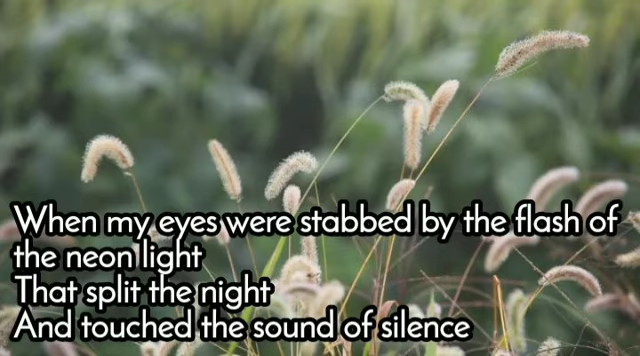 When my eyes were stabbed by the flash of
the neon light
That split the night
And touched the sound of silence